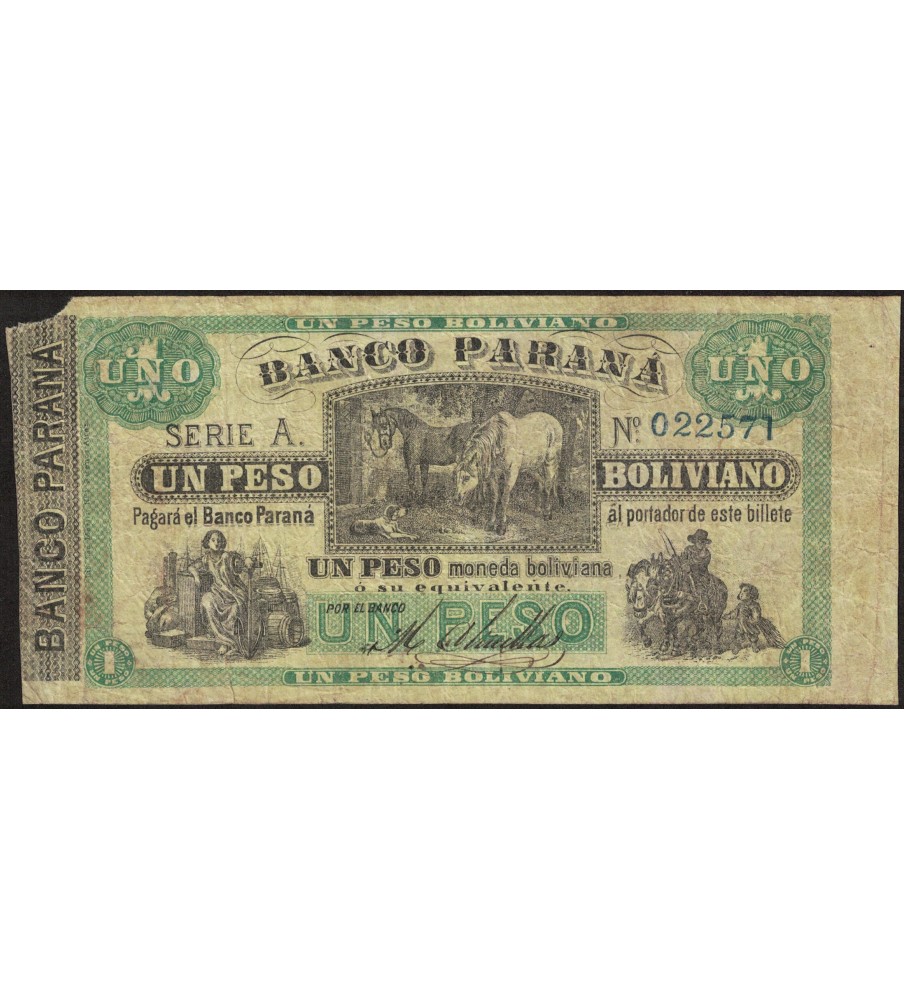 UN PESO BOLIVIANO
BANCO PARANÁ
UNO
UNO
SERIE A.
Nº. 022571
UN PESO
BOLIVIANO
Pagará el Banco Paraná
ál portador de este billete
UN PESO moneda boliviana
ó su equivalente.
POR EL BANCO
UN PESO
UN PESO BOLIVIANO
1
1
BANCO PARANA